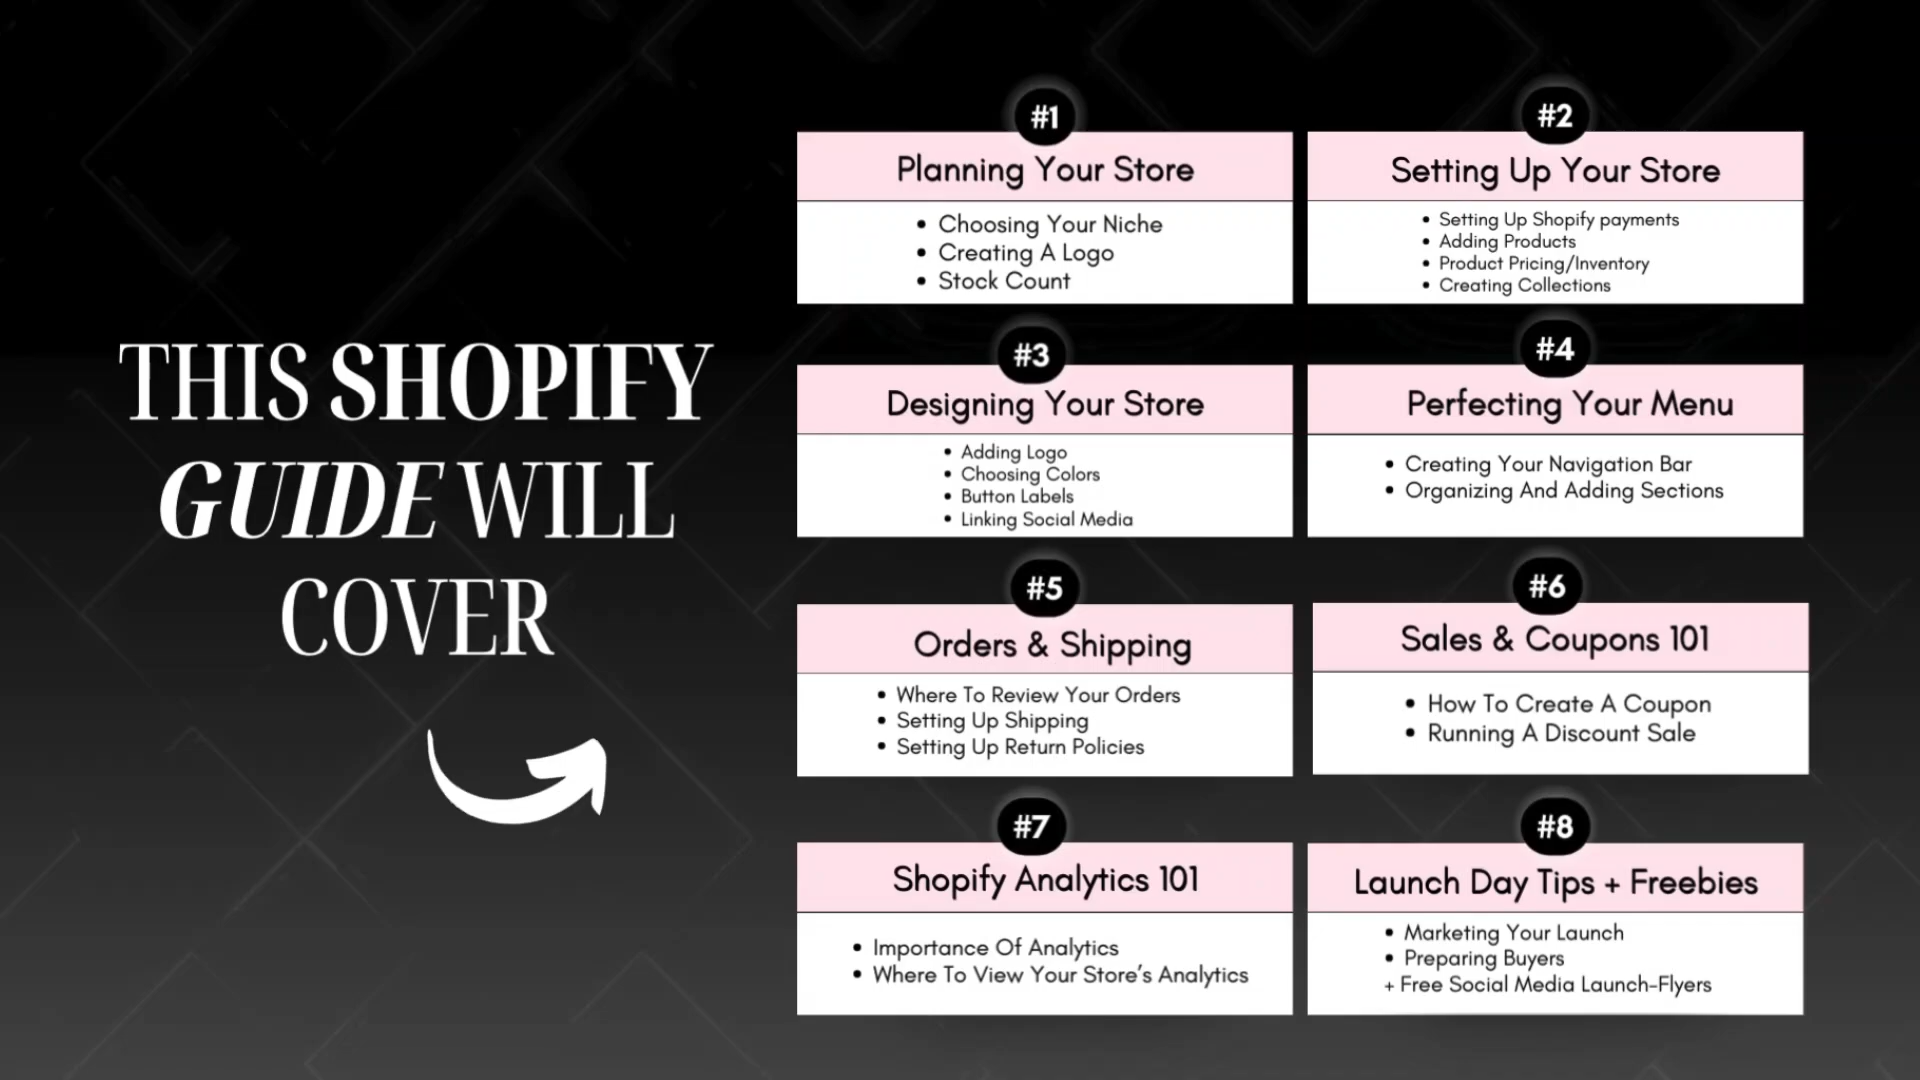 THIS SHOPIFY
GUIDE WILL
COVER
#1
Planning Your Store
• Choosing Your Niche
• Creating A Logo
• Stock Count
#2
Setting Up Your Store
• Setting Up Shopify payments
• Adding Products
• Product Pricing/Inventory
• Creating Collections
#3
Designing Your Store
• Adding Logo
• Choosing Colors
• Button Labels
• Linking Social Media
#4
Perfecting Your Menu
• Creating Your Navigation Bar
• Organizing And Adding Sections
#5
Orders & Shipping
• Where To Review Your Orders
• Setting Up Shipping
• Setting Up Return Policies
#6
Sales & Coupons 101
• How To Create A Coupon
• Running A Discount Sale
#7
Shopify Analytics 101
• Importance Of Analytics
• Where To View Your Store's Analytics
#8
Launch Day Tips + Freebies
• Marketing Your Launch
• Preparing Buyers
+ Free Social Media Launch-Flyers